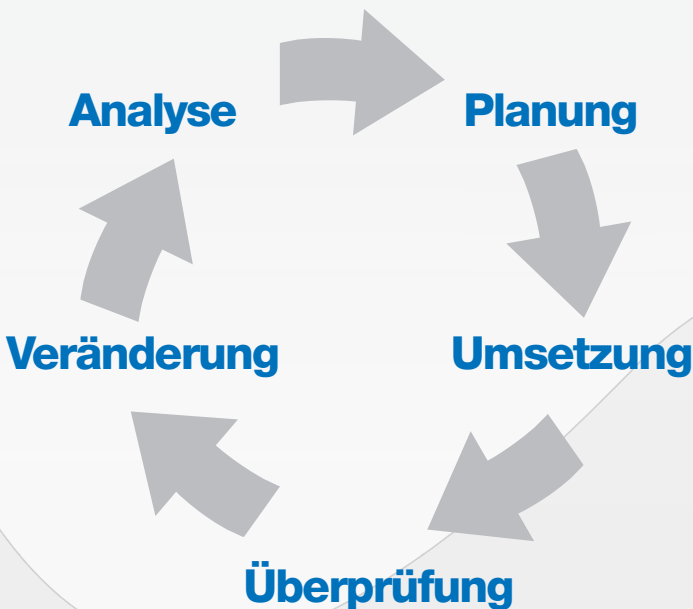 Analyse
Planung
Umsetzung
Überprüfung
Veränderung